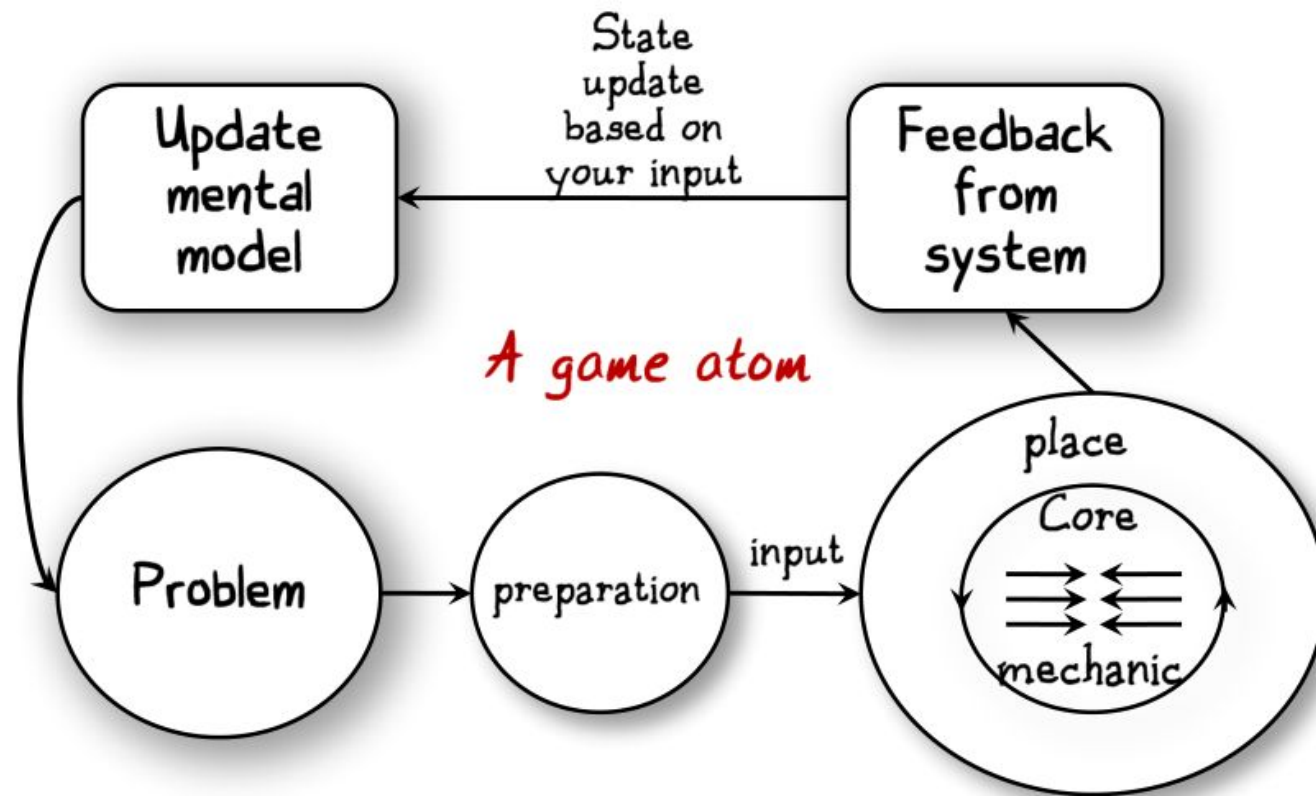 State
update
based on
your input
Update
mental
model
Feedback
from
system
A game atom
place
Core
mechanic
Problem
preparation
input